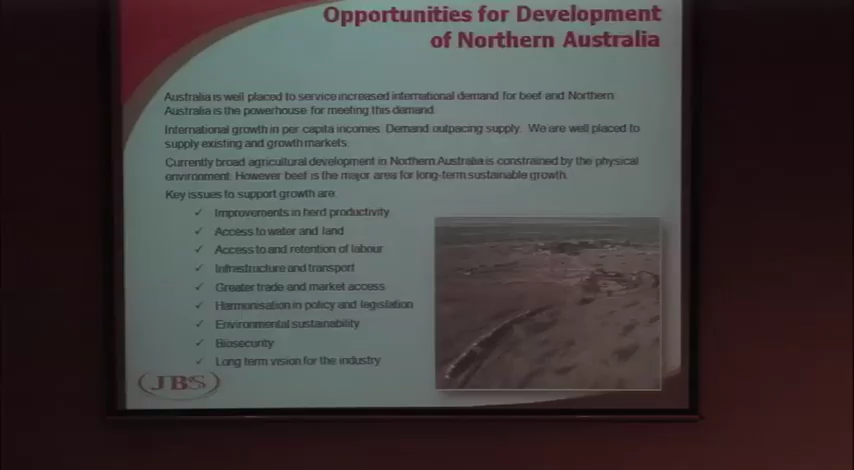 Opportunities for Development
of Northern Australia
Australia is well placed to service increased international demand for beef and Northern
Australia is the powerhouse for meeting this demand.
International growth in per capita incomes. Demand outpacing supply. We are well placed to
supply existing and growth markets.
Currently broad agricultural development in Northern Australia is constrained by the physical
environment. However beef is the major area for long-term sustainable growth.
Key issues to support growth are:
✓ Improvements in herd productivity
✓ Access to water and land
✓ Access to and retention of labour
✓ Infrastructure and transport
✓ Greater trade and market access
✓ Harmonisation in policy and legislation
✓ Environmental sustainability
✓ Biosecurity
✓ Long term vision for the industry
JBS